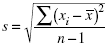 s = √(∑(xᵢ − x̅)² / (n − 1))